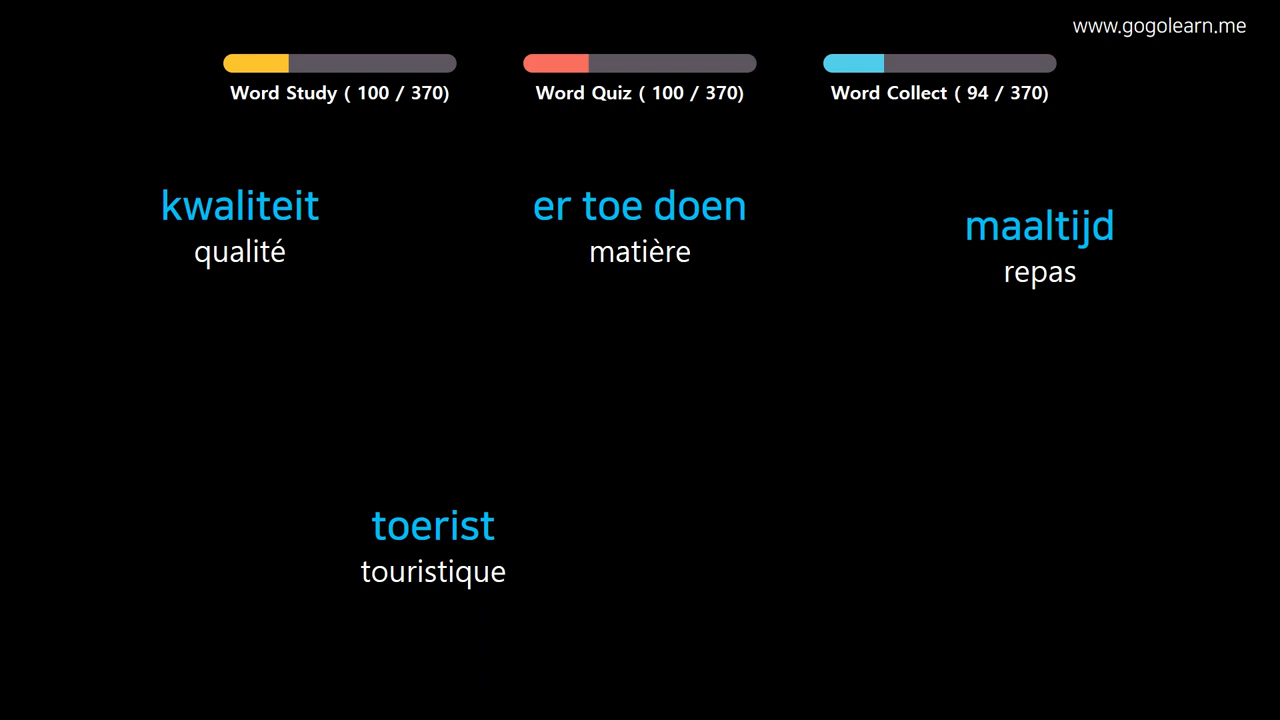 www.gogolearn.me
Word Study ( 100 / 370)
Word Quiz ( 100 / 370)
Word Collect ( 94 / 370)
kwaliteit
qualité
er toe doen
matière
maaltijd
repas
toerist
touristique